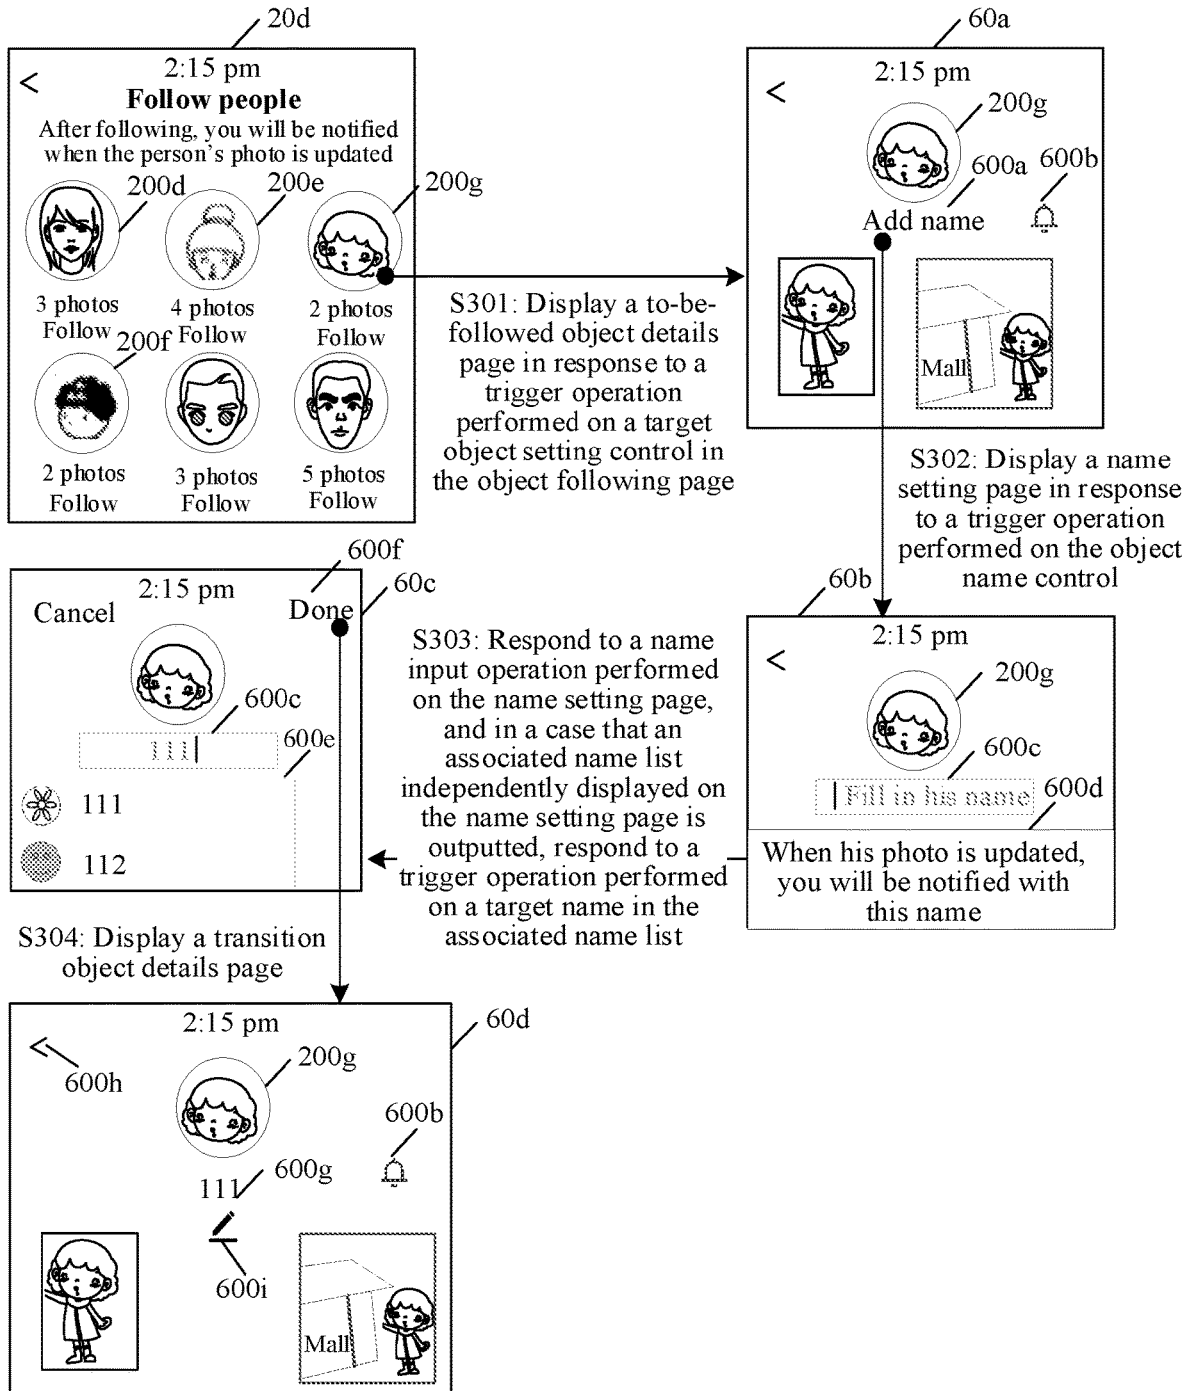 20d
2:15 pm
<
Follow people
After following, you will be notified
when the person's photo is updated
200d
200e
200g
3 photos
Follow
4 photos
Follow
2 photos
Follow
200f
2 photos
Follow
3 photos
Follow
5 photos
Follow
S301: Display a to-be-
followed object details
page in response to a
trigger operation
performed on a target
object setting control in
the object following page
60a
2:15 pm
<
200g
600a
600b
Add name
Mall
S302: Display a name
setting page in response
to a trigger operation
performed on the object
name control
60b
2:15 pm
<
200g
600c
Fill in his name
600d
When his photo is updated,
you will be notified with
this name
S303: Respond to a name
input operation performed
on the name setting page,
and in a case that an
associated name list
independently displayed on
the name setting page is
outputted, respond to a
trigger operation performed
on a target name in the
associated name list
600f
60c
2:15 pm
Cancel
Done
600c
111
600e
111
112
S304: Display a transition
object details page
60d
2:15 pm
<
600h
200g
600b
600g
111
600i
Mall